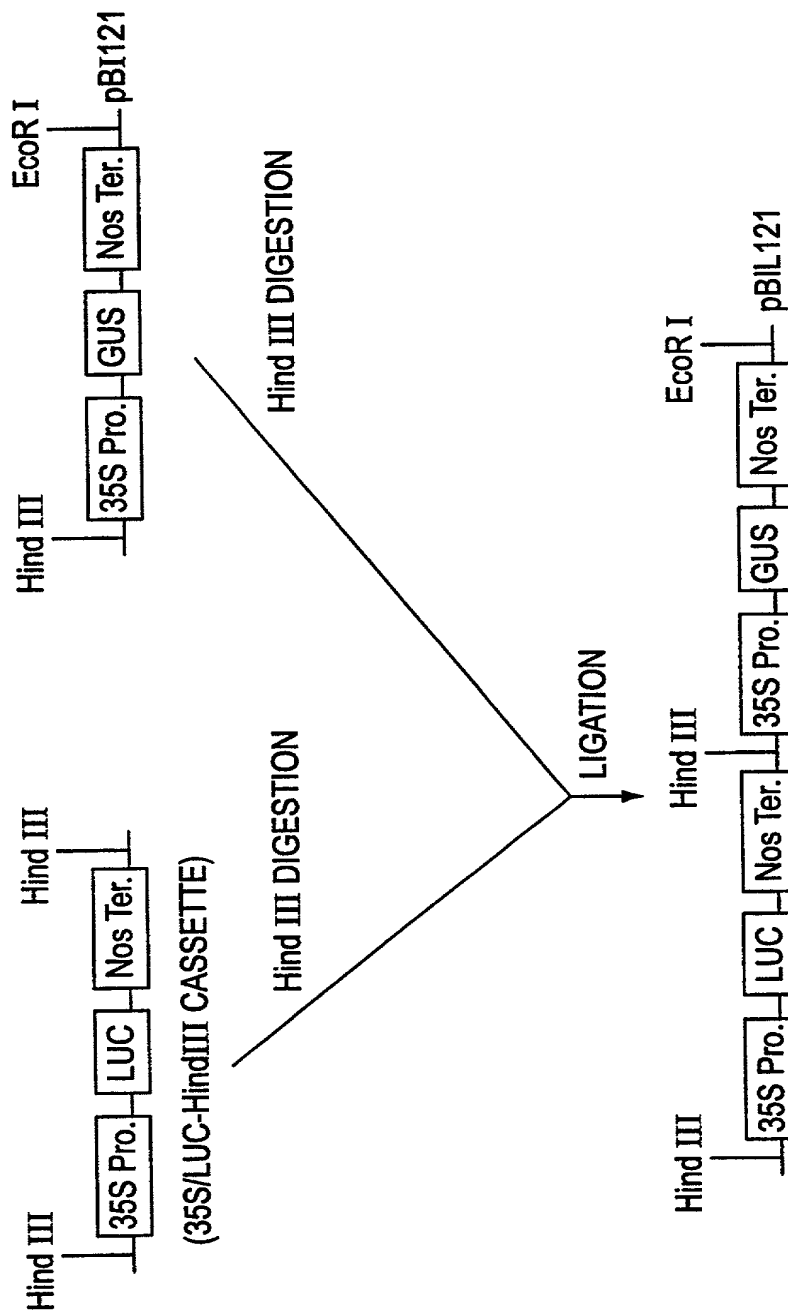 Hind III
Hind III
35S Pro.
LUC
Nos Ter.
(35S/LUC-HindIII CASSETTE)
Hind III
EcoR I
35S Pro.
GUS
Nos Ter.
pBI121
Hind III DIGESTION
Hind III DIGESTION
LIGATION
Hind III
Hind III
EcoR I
35S Pro.
LUC
Nos Ter.
35S Pro.
GUS
Nos Ter.
pBIL121